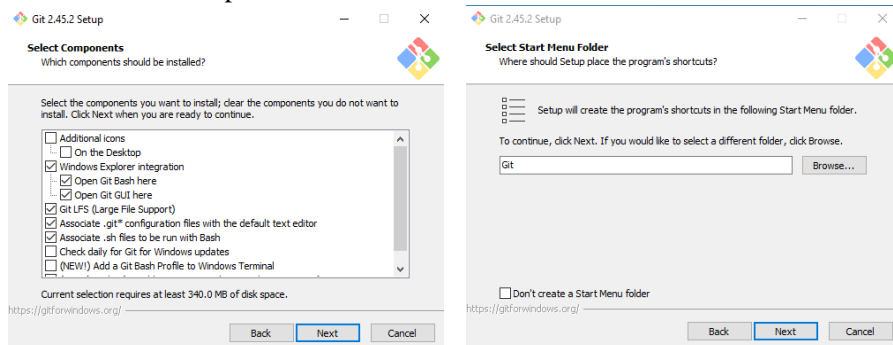 Git 2.45.2 Setup
Select Components
Which components should be installed?
Select the components you want to install; clear the components you do not want to
install. Click Next when you are ready to continue.
Additional icons
On the Desktop
Windows Explorer integration
Open Git Bash here
Open Git GUI here
Git LFS (Large File Support)
Associate .git* configuration files with the default text editor
Associate .sh files to be run with Bash
Check daily for Git for Windows updates
(NEW!) Add a Git Bash Profile to Windows Terminal
Current selection requires at least 340.0 MB of disk space.
https://gitforwindows.org/
Back Next Cancel
Git 2.45.2 Setup
Select Start Menu Folder
Where should Setup place the program's shortcuts?
Setup will create the program's shortcuts in the following Start Menu folder.
To continue, click Next. If you would like to select a different folder, click Browse.
Git
Browse...
Don't create a Start Menu folder
https://gitforwindows.org/
Back Next Cancel